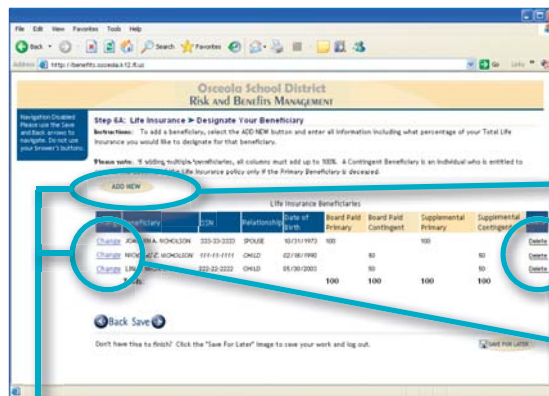 File Edit View Favorites Tools Help
Back Search Favorites
Address http://benefits.osceola.k12.fl.us/ Go Links
Osceola School District
Risk and Benefits Management
Navigation Disabled
Please use the Save
and Back arrows to
navigate. Do not use
your browser's buttons.
Step 6A: Life Insurance ➤ Designate Your Beneficiary
Instructions: To add a beneficiary, select the ADD NEW button and enter all information including what percentage of your Total Life
Insurance you would like to designate for that beneficiary.
Please note: If adding multiple beneficiaries, all columns must add up to 100%. A Contingent Beneficiary is an individual who is entitled to
the Life Insurance policy only if the Primary Beneficiary is deceased.
ADD NEW
Life Insurance Beneficiaries
Beneficiary SSN Relationship Date of Birth Board Paid Primary Board Paid Contingent Supplemental Primary Supplemental Contingent
Change A. NICHOLSON 333-33-3333 SPOUSE 10/31/1973 100 100 Delete
Change NICHOLSON 111-11-1111 CHILD 02/18/1990 50 50 Delete
Change 222-22-2222 CHILD 05/30/2003 50 50 Delete
100 100 100 100
Back Save
Don't have time to finish? Click the "Save For Later" image to save your work and log out.
SAVE FOR LATER